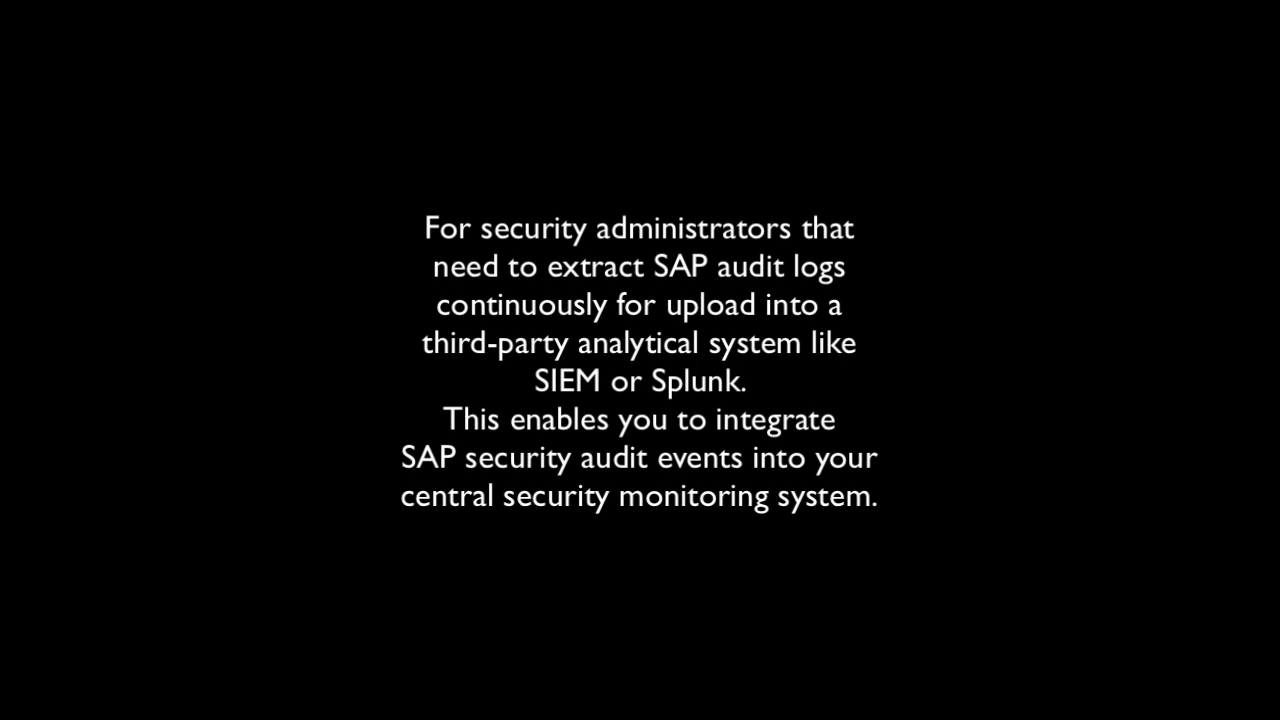 For security administrators that
need to extract SAP audit logs
continuously for upload into a
third-party analytical system like
SIEM or Splunk.
This enables you to integrate
SAP security audit events into your
central security monitoring system.